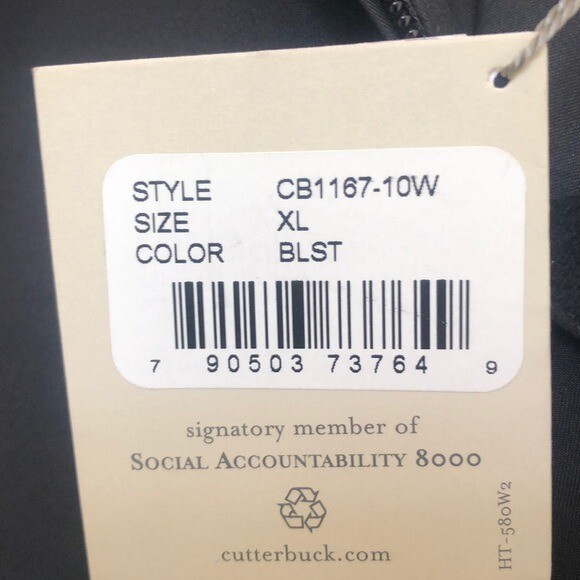 STYLE CB1167-10W
SIZE XL
COLOR BLST
7 90503 73764 9
signatory member of
SOCIAL ACCOUNTABILITY 8000
cutterbuck.com
HT-580W2